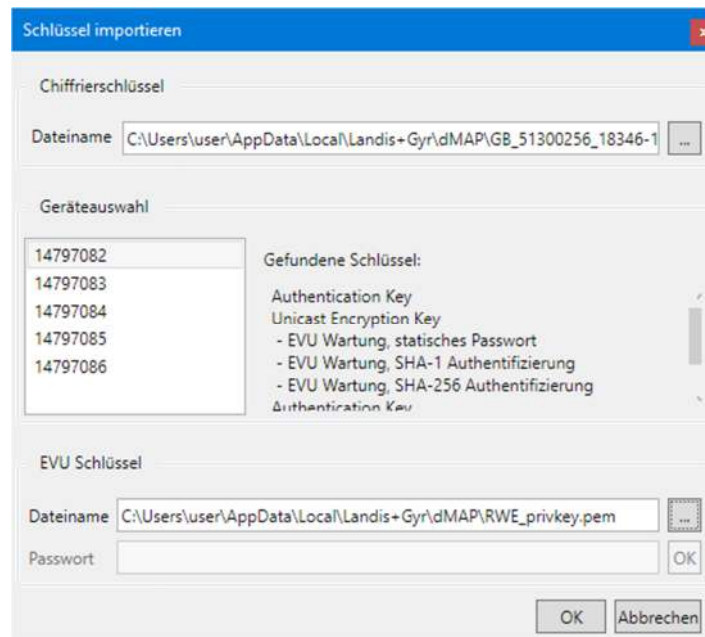 Schlüssel importieren
Chiffrierschlüssel
Dateiname C:\Users\user\AppData\Local\Landis+Gyr\dMAP\GB_51300256_18346-1 ...
Geräteauswahl
14797082
14797083
14797084
14797085
14797086
Gefundene Schlüssel:
Authentication Key
Unicast Encryption Key
- EVU Wartung, statisches Passwort
- EVU Wartung, SHA-1 Authentifizierung
- EVU Wartung, SHA-256 Authentifizierung
Authentication Key
EVU Schlüssel
Dateiname C:\Users\user\AppData\Local\Landis+Gyr\dMAP\RWE_privkey.pem ...
Passwort OK
OK Abbrechen